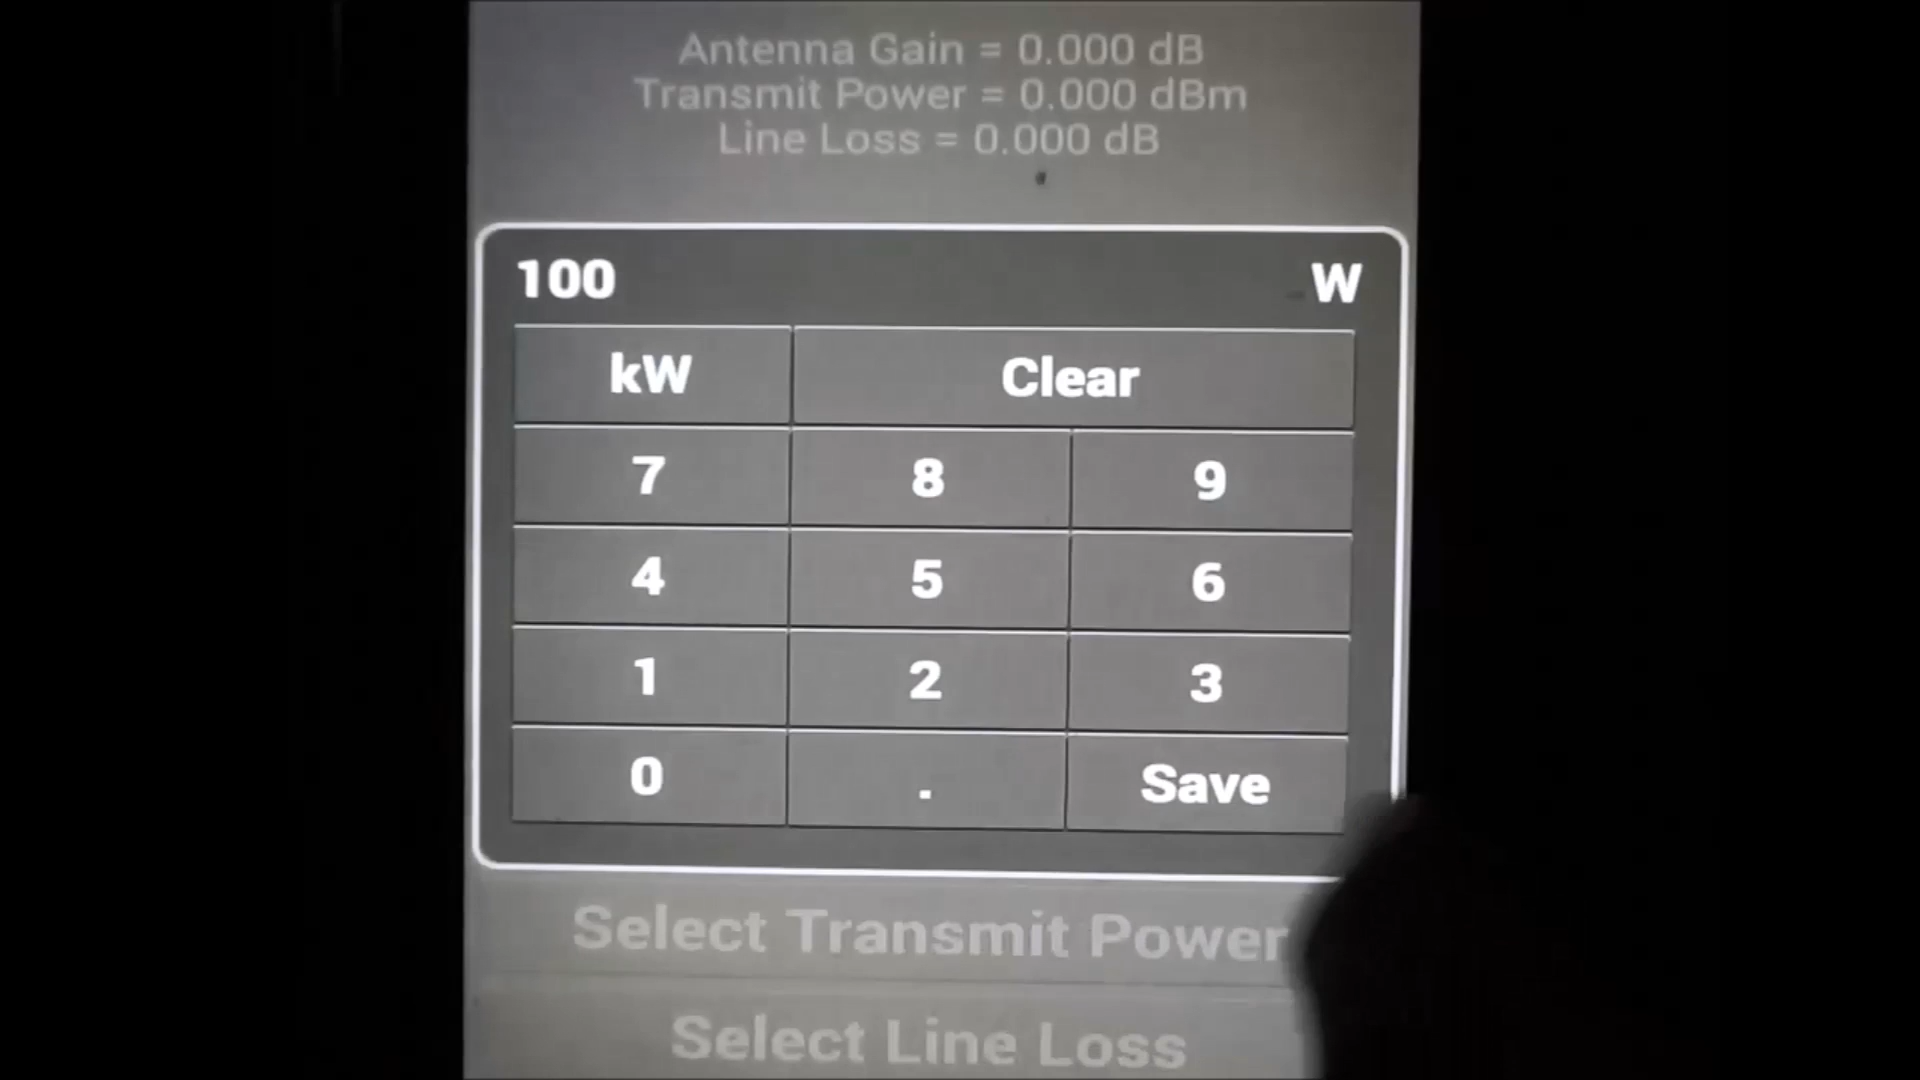 Antenna Gain = 0.000 dB
Transmit Power = 0.000 dBm
Line Loss = 0.000 dB
100 W
kW Clear
7 8 9
4 5 6
1 2 3
0 . Save
Select Transmit Power
Select Line Loss